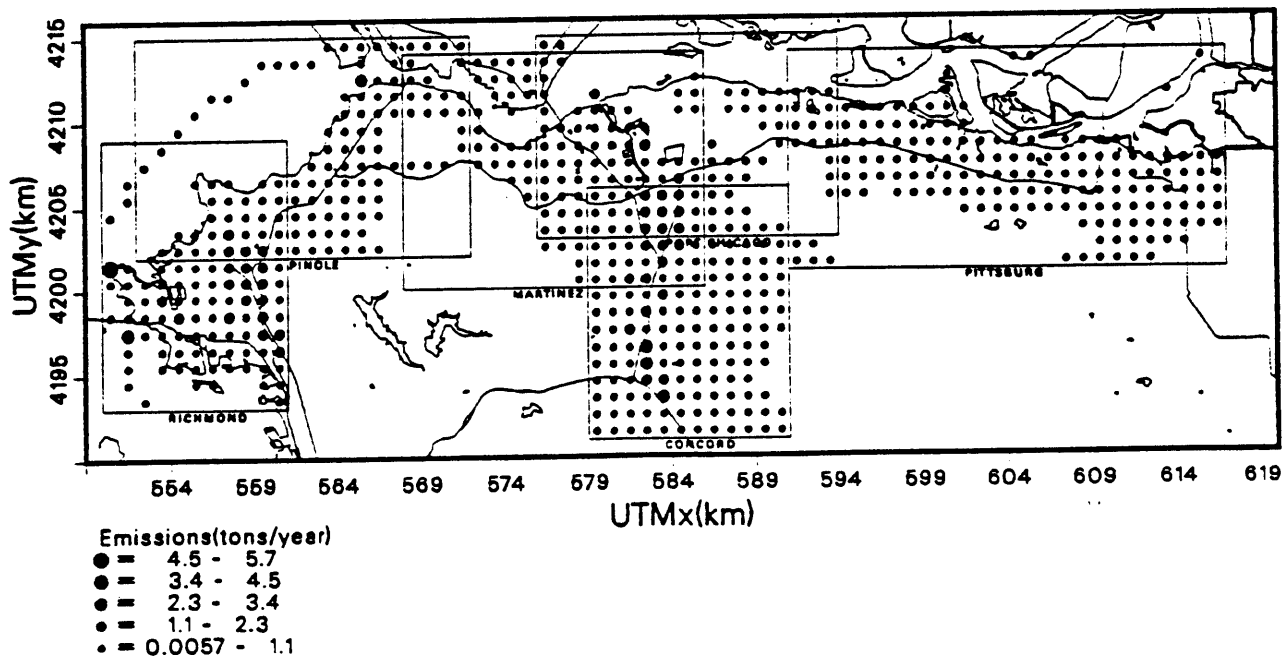 4215
4210
4205
4200
4195
UTMy(km)
PINOLE
MARTINEZ
PITTSBURG
RICHMOND
CONCORD
554 559 564 569 574 579 584 589 594 599 604 609 614 619
UTMx(km)
Emissions(tons/year)
= 4.5 - 5.7
= 3.4 - 4.5
= 2.3 - 3.4
= 1.1 - 2.3
= 0.0057 - 1.1